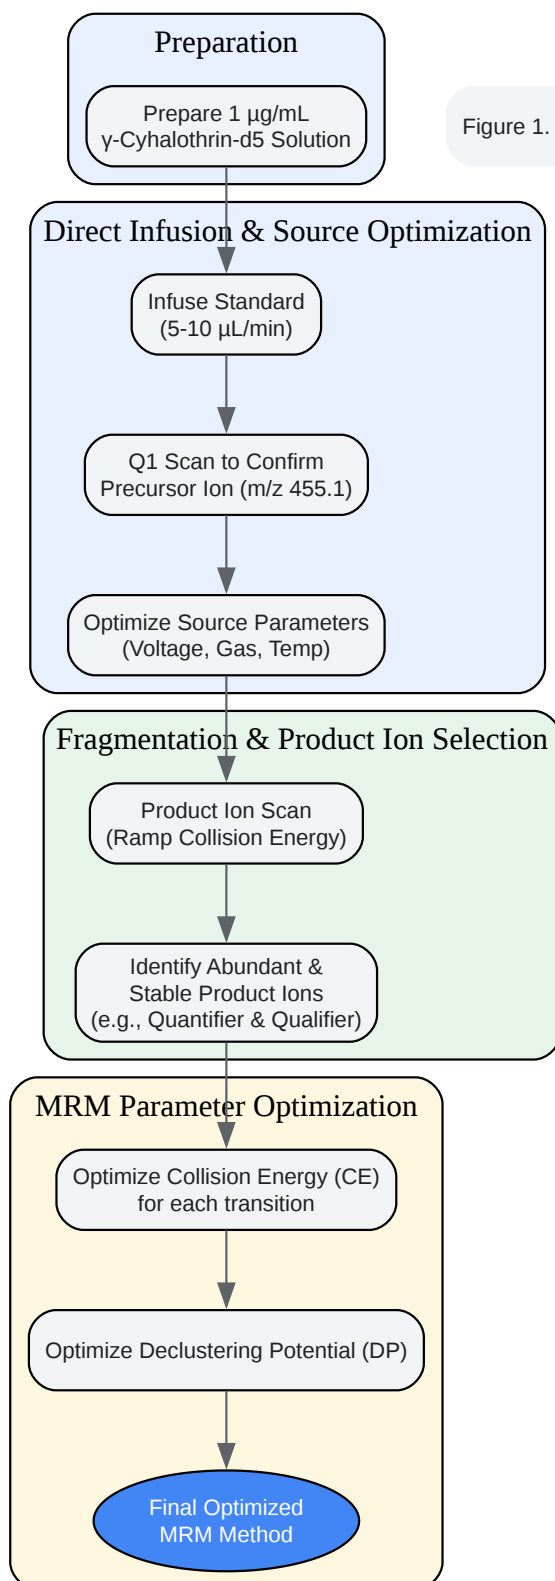 Preparation
Prepare 1 µg/mL
γ-Cyhalothrin-d5 Solution
Figure 1.
Direct Infusion & Source Optimization
Infuse Standard
(5-10 µL/min)
Q1 Scan to Confirm
Precursor Ion (m/z 455.1)
Optimize Source Parameters
(Voltage, Gas, Temp)
Fragmentation & Product Ion Selection
Product Ion Scan
(Ramp Collision Energy)
Identify Abundant &
Stable Product Ions
(e.g., Quantifier & Qualifier)
MRM Parameter Optimization
Optimize Collision Energy (CE)
for each transition
Optimize Declustering Potential (DP)
Final Optimized
MRM Method